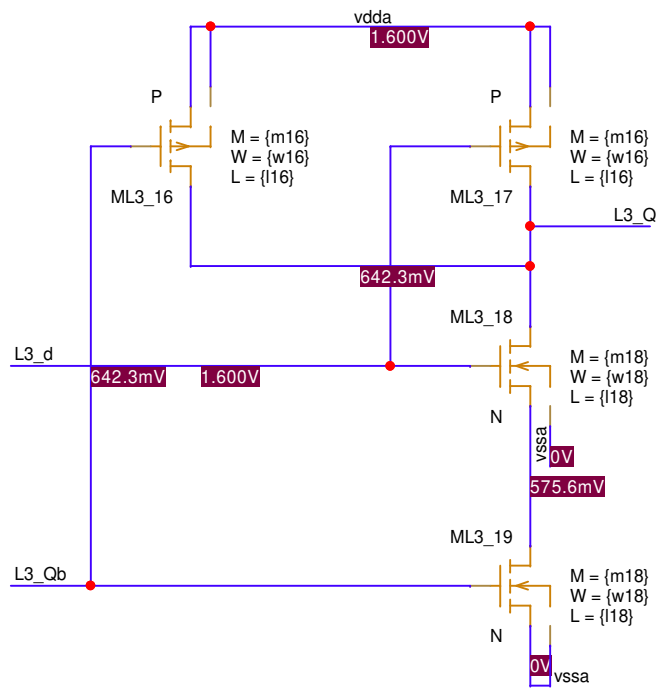 vdda
1.600V
P
M = {m16}
W = {w16}
L = {l16}
ML3_16
P
M = {m16}
W = {w16}
L = {l16}
ML3_17
L3_Q
642.3mV
ML3_18
L3_d
642.3mV
1.600V
M = {m18}
W = {w18}
L = {l18}
N
vssa
0V
575.6mV
ML3_19
L3_Qb
M = {m18}
W = {w18}
L = {l18}
N
0V
vssa